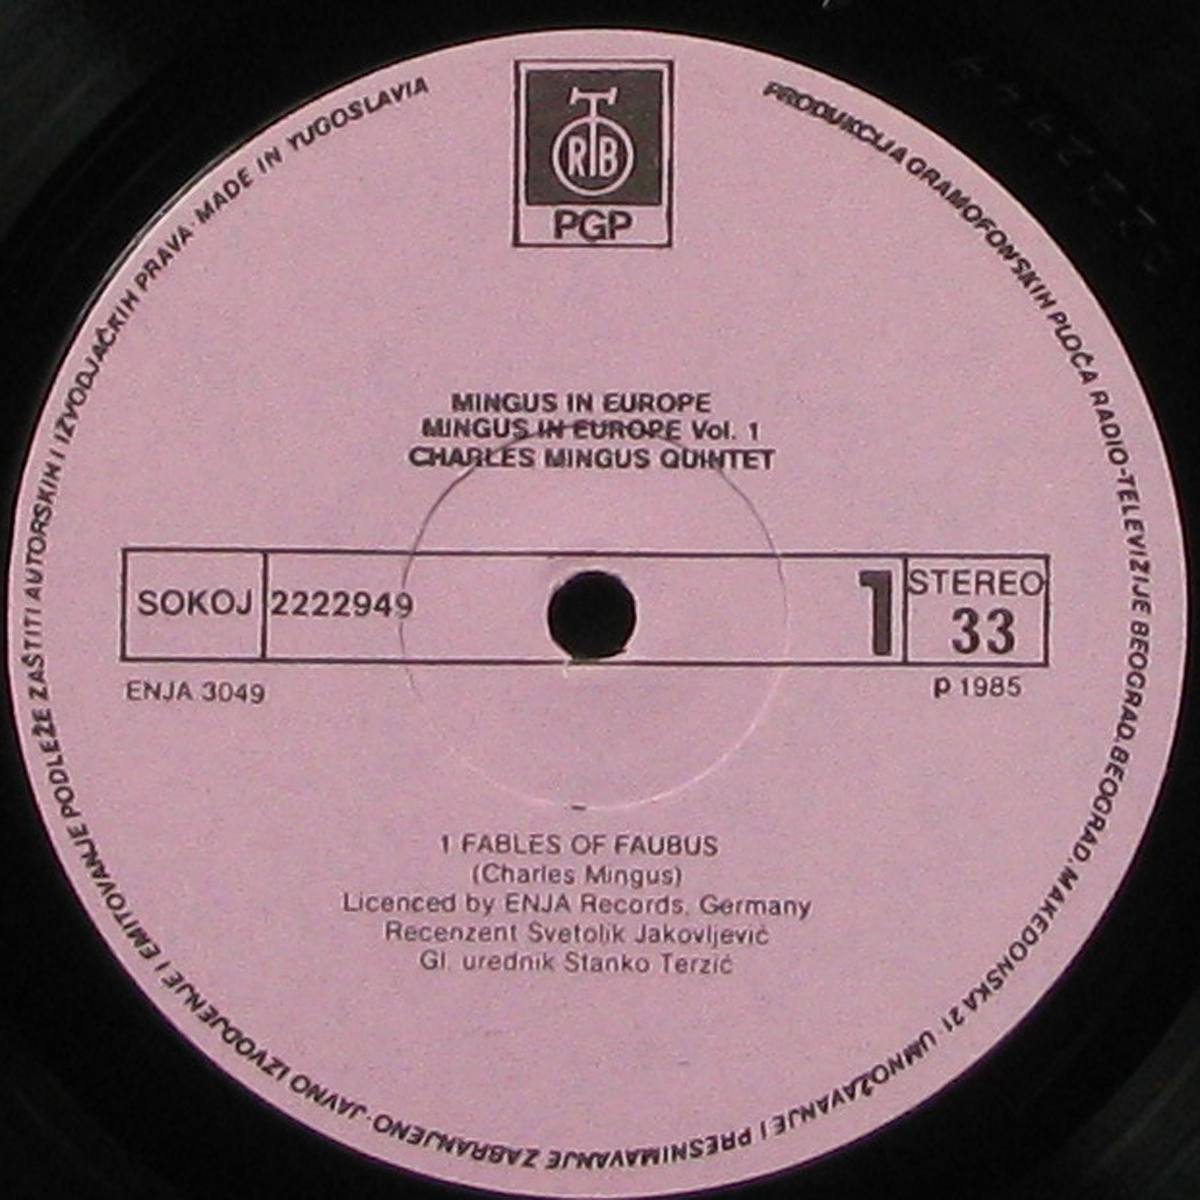 RTB
PGP
PRODUKCIJA GRAMOFONSKIH PLOČA RADIO-TELEVIZIJE BEOGRAD, BEOGRAD, MAKEDONSKA 21 · UMNOŽAVANJE I PRESNIMAVANJE ZABRANJENO · JAVNO IZVODJENJE I EMITOVANJE PODLEŽE ZAŠTITI AUTORSKIH I IZVODJAČKIH PRAVA · MADE IN YUGOSLAVIA
MINGUS IN EUROPE
MINGUS IN EUROPE Vol. 1
CHARLES MINGUS QUINTET
SOKOJ 2222949 1 STEREO 33
ENJA 3049 P 1985
1 FABLES OF FAUBUS
(Charles Mingus)
Licenced by ENJA Records, Germany
Recenzent Svetolik Jakovljević
Gl. urednik Stanko Terzić